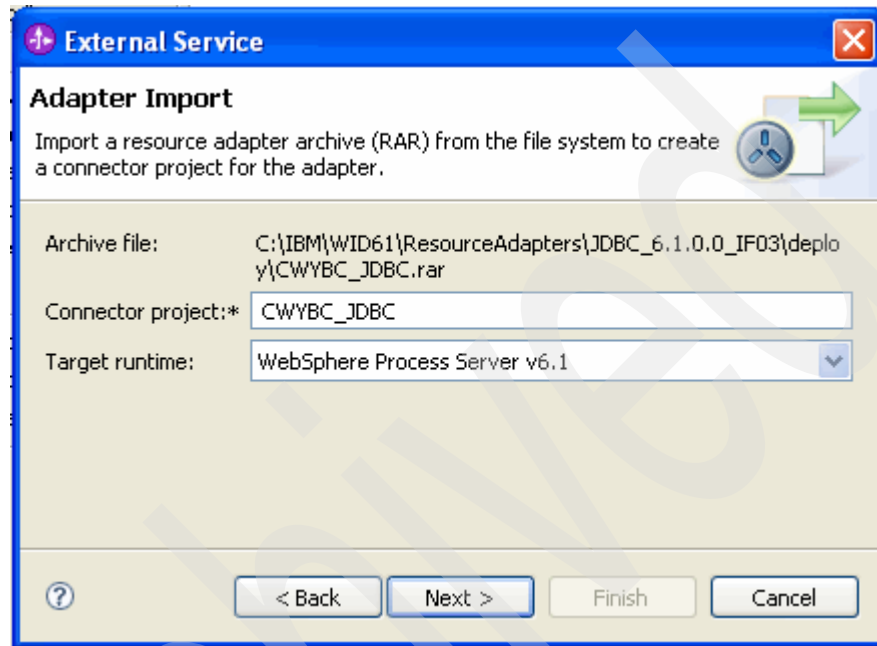 External Service
Adapter Import
Import a resource adapter archive (RAR) from the file system to create
a connector project for the adapter.
Archive file:
C:\IBM\WID61\ResourceAdapters\JDBC_6.1.0.0_IF03\deplo
y\CWYBC_JDBC.rar
Connector project:* CWYBC_JDBC
Target runtime: WebSphere Process Server v6.1
< Back Next > Finish Cancel